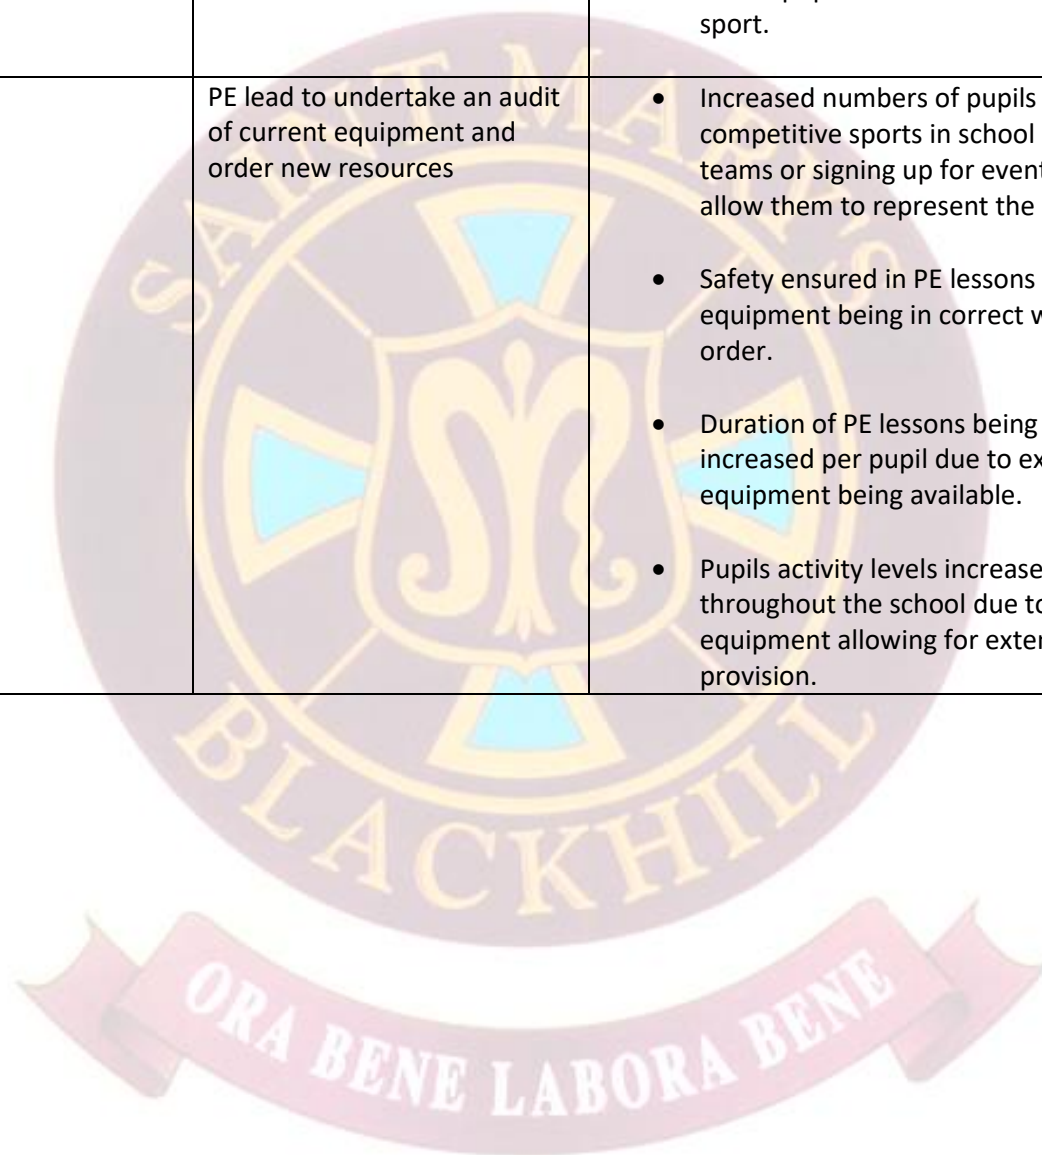 sport.
PE lead to undertake an audit
of current equipment and
order new resources
• Increased numbers of pupils
competitive sports in school
teams or signing up for event
allow them to represent the
• Safety ensured in PE lessons
equipment being in correct
order.
• Duration of PE lessons being
increased per pupil due to ex
equipment being available.
• Pupils activity levels increase
throughout the school due to
equipment allowing for exter
provision.
SAINT MARY'S
BLACKHILL
ORA BENE LABORA BENE